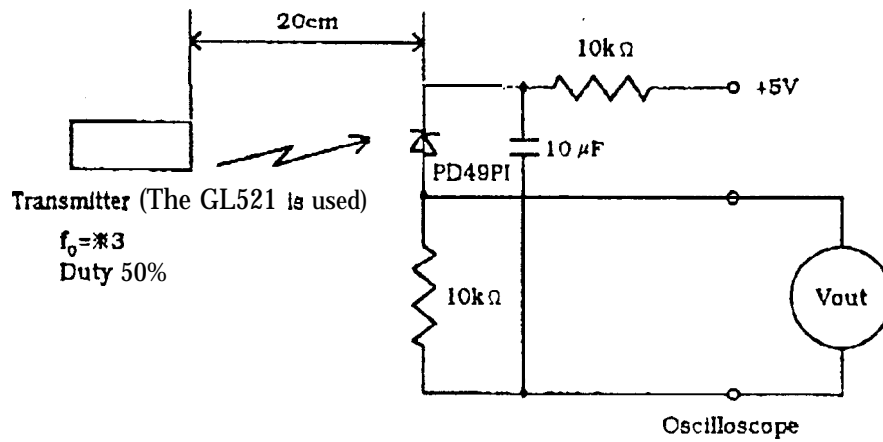 20cm
10kΩ
+5V
10 μF
PD49PI
Transmitter (The GL521 is used)
f₀=※3
Duty 50%
10kΩ
Vout
Oscilloscope